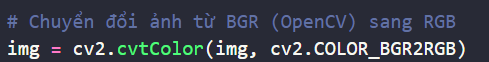 # Chuyển đổi ảnh từ BGR (OpenCV) sang RGB
img = cv2.cvtColor(img, cv2.COLOR_BGR2RGB)